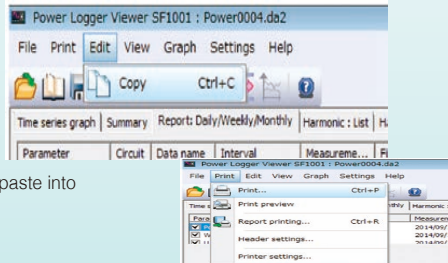 Power Logger Viewer SF1001 : Power0004.da2
File Print Edit View Graph Settings Help
Copy Ctrl+C
Time series graph Summary Report: Daily/Weekly/Monthly Harmonic : List
Parameter Circuit Data name Interval Measureme...
paste into
Power Logger Viewer SF1001 : Power0004.da2
File Print Edit View Graph Settings Help
Print... Ctrl+P
Print preview
Harmonic :
Report printing... Ctrl+R
Header settings...
Printer settings...
2014/09/
2014/09/
2014/09/